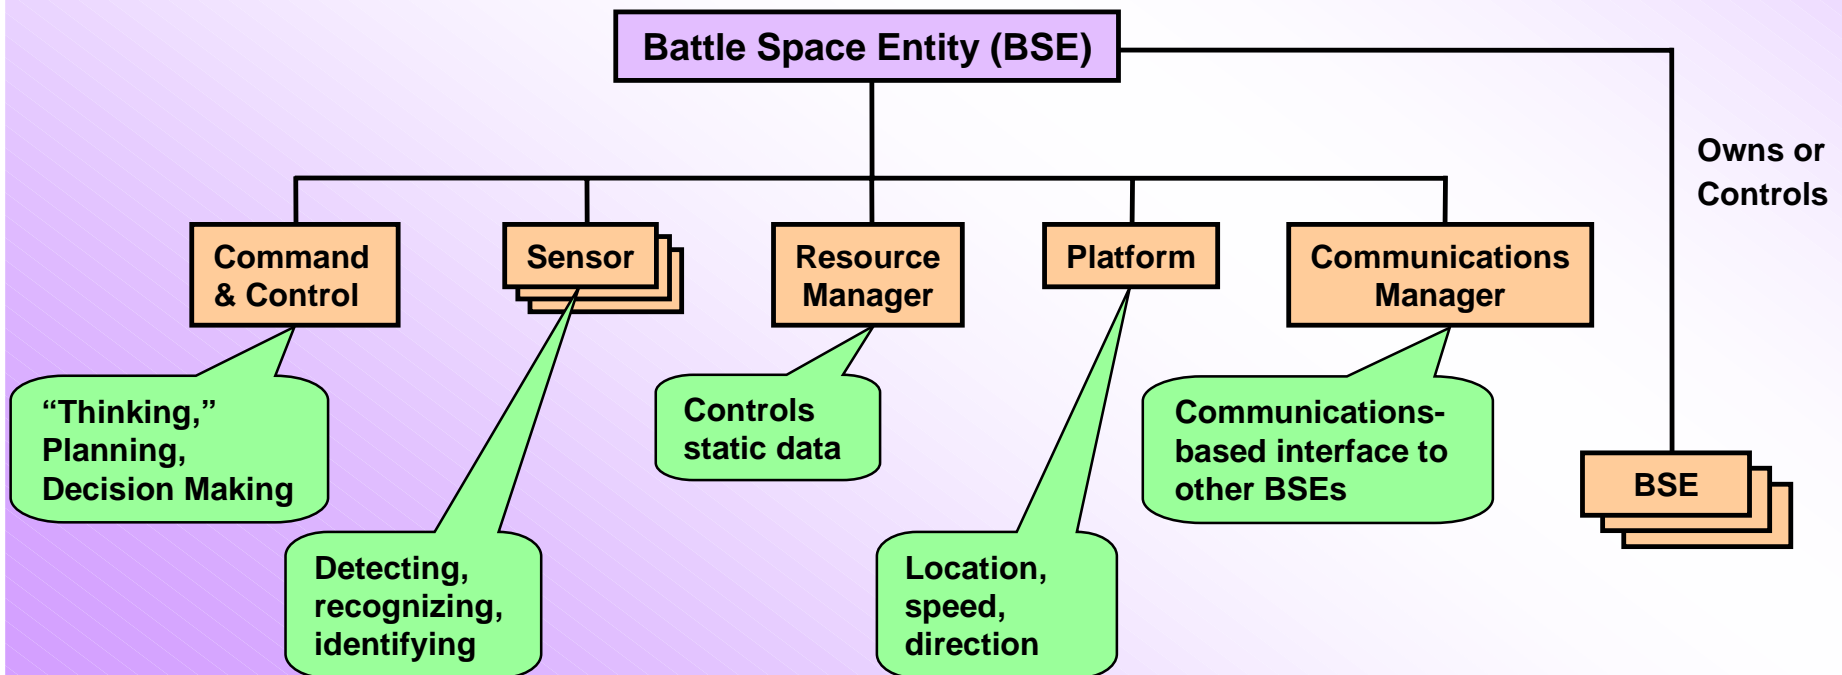 Battle Space Entity (BSE)
Owns or
Controls
Command
& Control
Sensor
Resource
Manager
Platform
Communications
Manager
“Thinking,”
Planning,
Decision Making
Detecting,
recognizing,
identifying
Controls
static data
Location,
speed,
direction
Communications-
based interface to
other BSEs
BSE